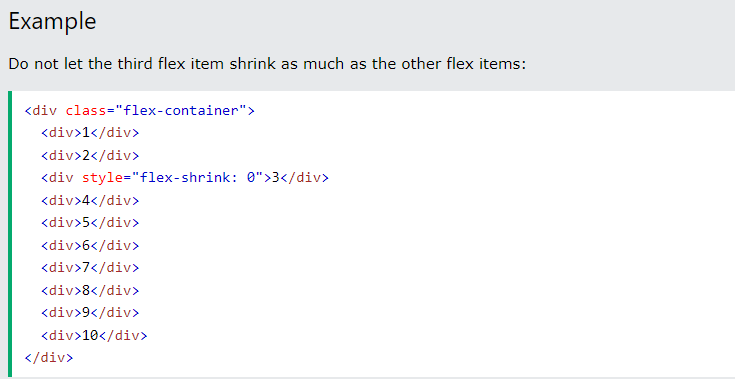 Example
Do not let the third flex item shrink as much as the other flex items:
<div class="flex-container">
  <div>1</div>
  <div>2</div>
  <div style="flex-shrink: 0">3</div>
  <div>4</div>
  <div>5</div>
  <div>6</div>
  <div>7</div>
  <div>8</div>
  <div>9</div>
  <div>10</div>
</div>